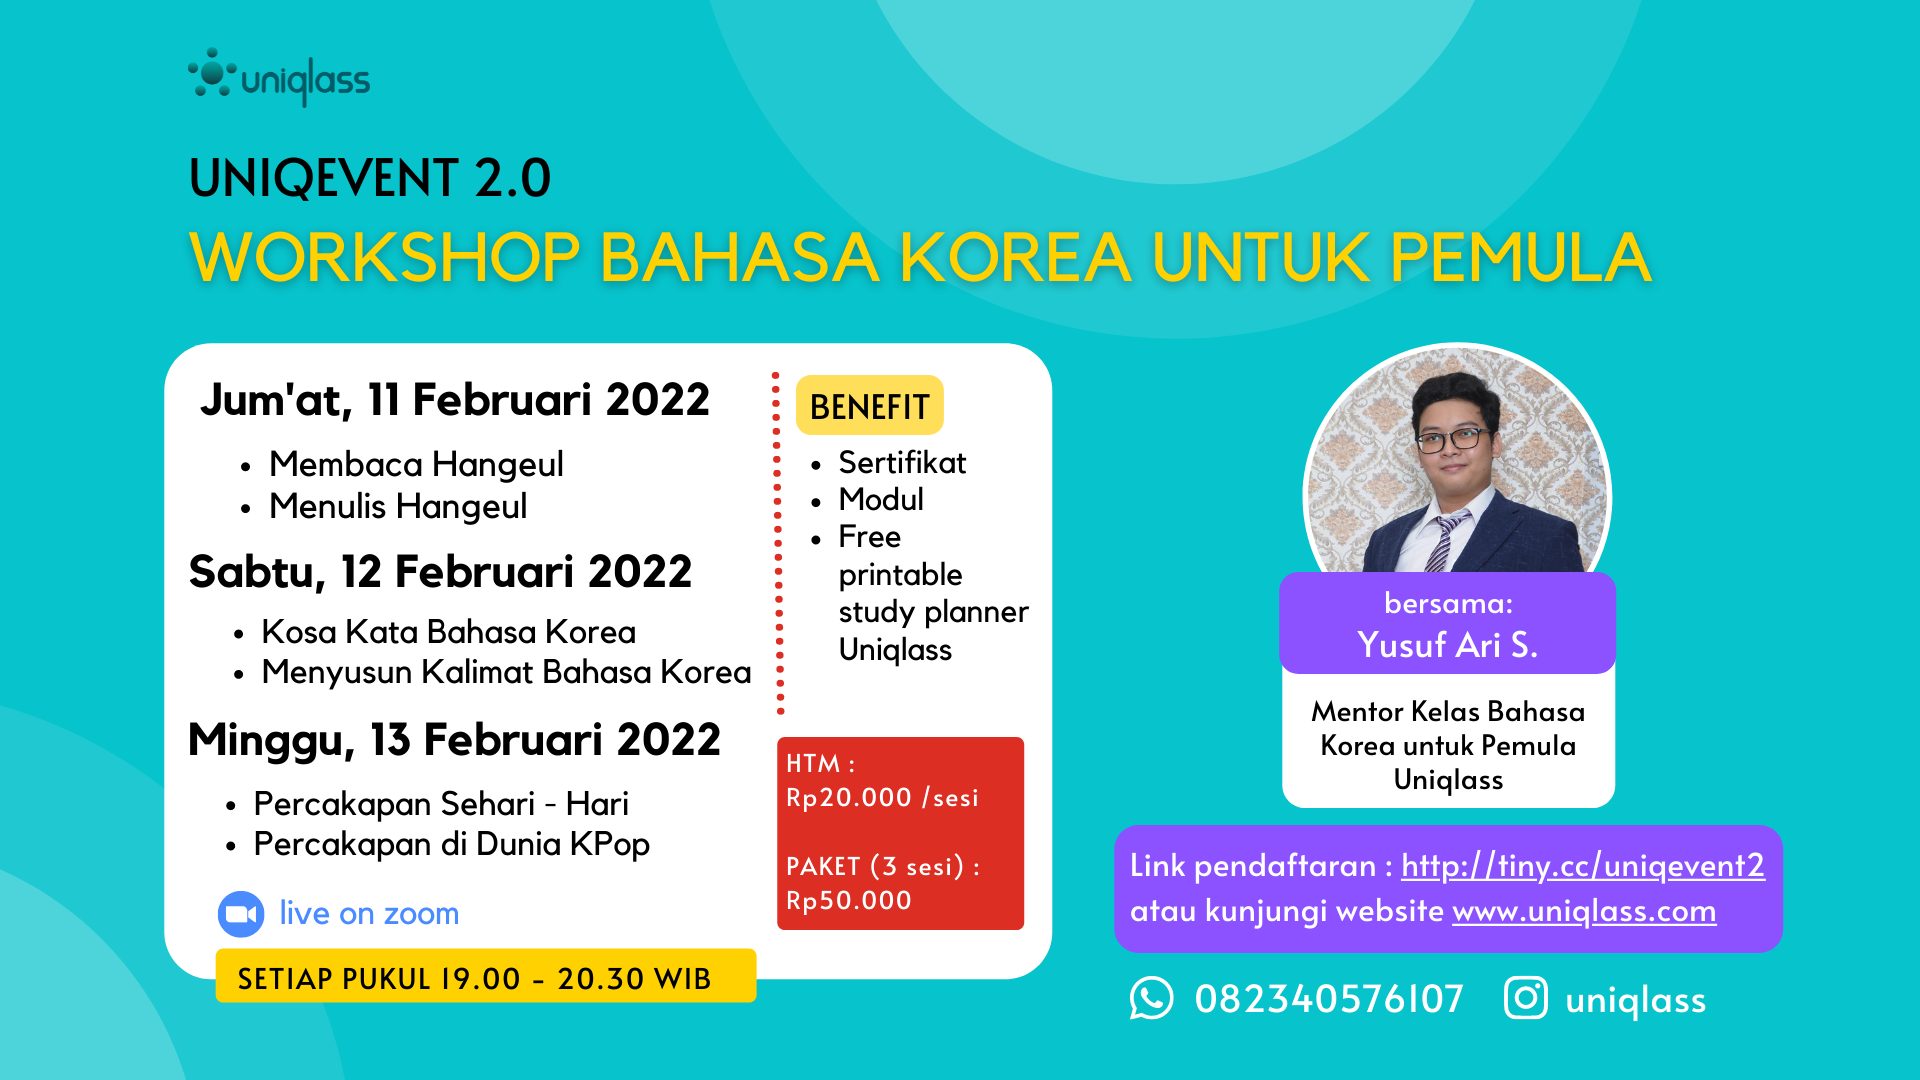 uniqlass
UNIQEVENT 2.0
WORKSHOP BAHASA KOREA UNTUK PEMULA
Jum'at, 11 Februari 2022
• Membaca Hangeul
• Menulis Hangeul
Sabtu, 12 Februari 2022
• Kosa Kata Bahasa Korea
• Menyusun Kalimat Bahasa Korea
Minggu, 13 Februari 2022
• Percakapan Sehari - Hari
• Percakapan di Dunia KPop
live on zoom
SETIAP PUKUL 19.00 - 20.30 WIB
BENEFIT
• Sertifikat
• Modul
• Free
printable
study planner
Uniqlass
HTM :
Rp20.000 /sesi
PAKET (3 sesi) :
Rp50.000
bersama:
Yusuf Ari S.
Mentor Kelas Bahasa
Korea untuk Pemula
Uniqlass
Link pendaftaran : http://tiny.cc/uniqevent2
atau kunjungi website www.uniqlass.com
082340576107
uniqlass